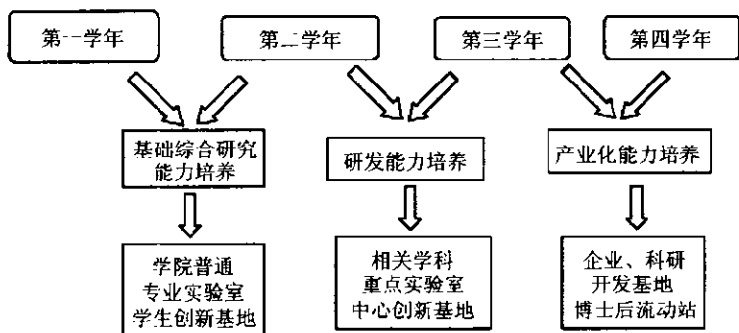 第一学年
第二学年
第三学年
第四学年
基础综合研究
能力培养
研发能力培养
产业化能力培养
学院普通
专业实验室
学生创新基地
相关学科
重点实验室
中心创新基地
企业、科研
开发基地
博士后流动站